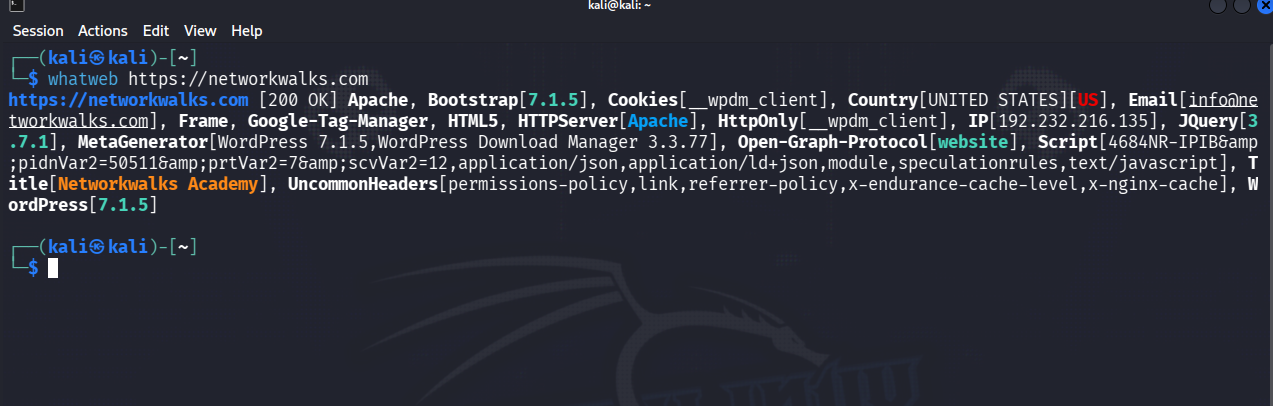 kali@kali: ~
Session Actions Edit View Help
┌──(kali㉿kali)-[~]
└─$ whatweb https://networkwalks.com
https://networkwalks.com [200 OK] Apache, Bootstrap[7.1.5], Cookies[__wpdm_client], Country[UNITED STATES][US], Email[info@ne
tworkwalks.com], Frame, Google-Tag-Manager, HTML5, HTTPServer[Apache], HttpOnly[__wpdm_client], IP[192.232.216.135], JQuery[3
.7.1], MetaGenerator[WordPress 7.1.5,WordPress Download Manager 3.3.77], Open-Graph-Protocol[website], Script[4684NR-IPIB&amp
;pidnVar2=50511&amp;prtVar2=7&amp;scvVar2=12,application/json,application/ld+json,module,speculationrules,text/javascript], T
itle[Networkwalks Academy], UncommonHeaders[permissions-policy,link,referrer-policy,x-endurance-cache-level,x-nginx-cache], W
ordPress[7.1.5]
┌──(kali㉿kali)-[~]
└─$